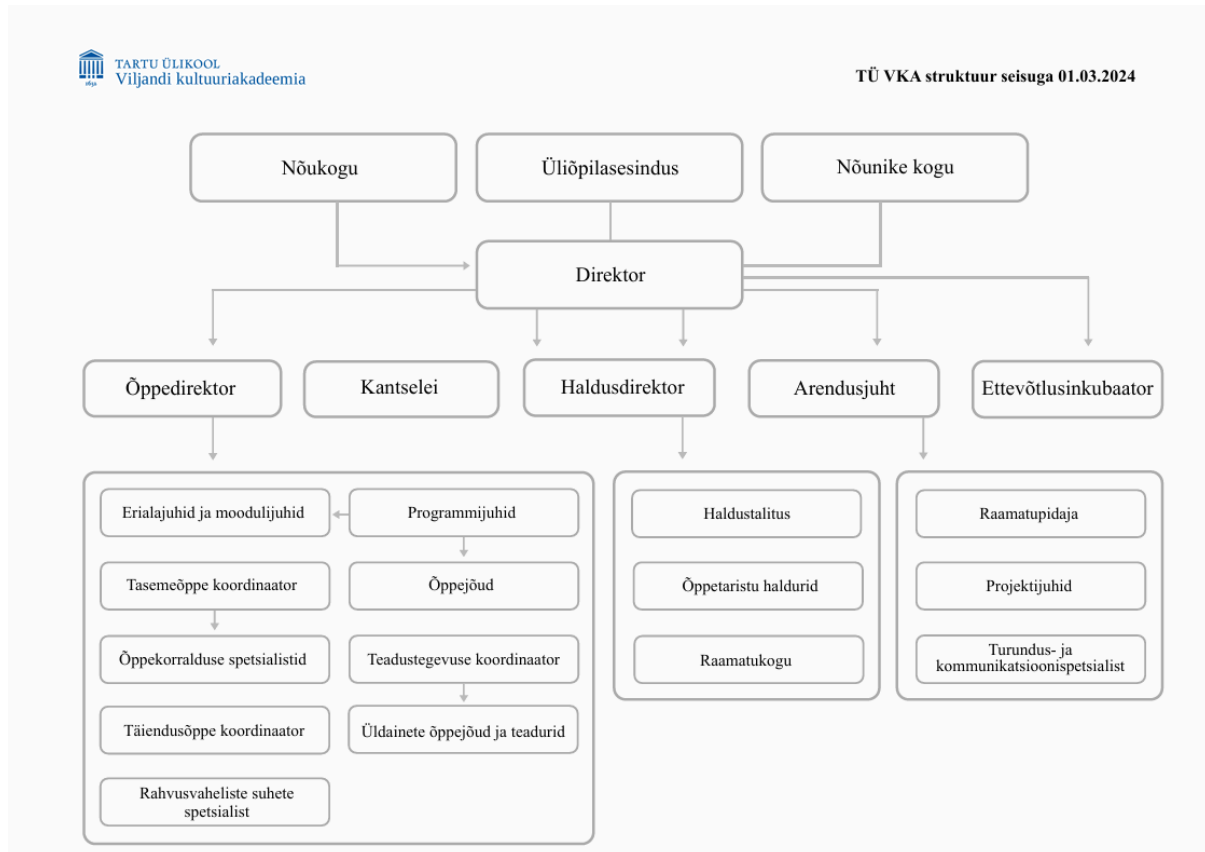 TARTU ÜLIKOOL
Viljandi kultuuriakadeemia
1632
TÜ VKA struktuur seisuga 01.03.2024
Nõukogu
Üliõpilasesindus
Nõunike kogu
Direktor
Õppedirektor
Kantselei
Haldusdirektor
Arendusjuht
Ettevõtlusinkubaator
Erialajuhid ja moodulijuhid
Programmijuhid
Tasemeõppe koordinaator
Õppejõud
Õppekorralduse spetsialistid
Teadustegevuse koordinaator
Täiendusõppe koordinaator
Üldainete õppejõud ja teadurid
Rahvusvaheliste suhete
spetsialist
Haldustalitus
Õppetaristu haldurid
Raamatukogu
Raamatupidaja
Projektijuhid
Turundus- ja
kommunikatsioonispetsialist